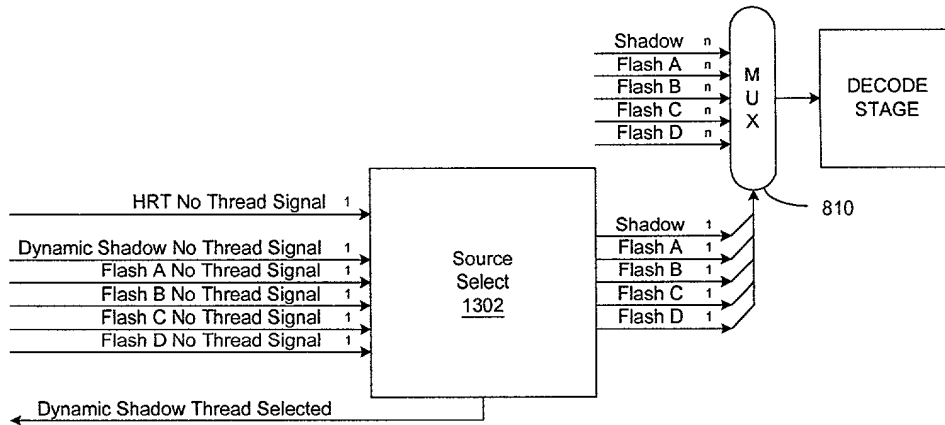 Shadow n
Flash A n
Flash B n
Flash C n
Flash D n
MUX
DECODE
STAGE
810
HRT No Thread Signal 1
Dynamic Shadow No Thread Signal 1
Flash A No Thread Signal 1
Flash B No Thread Signal 1
Flash C No Thread Signal 1
Flash D No Thread Signal 1
Source
Select
1302
Shadow 1
Flash A 1
Flash B 1
Flash C 1
Flash D 1
Dynamic Shadow Thread Selected